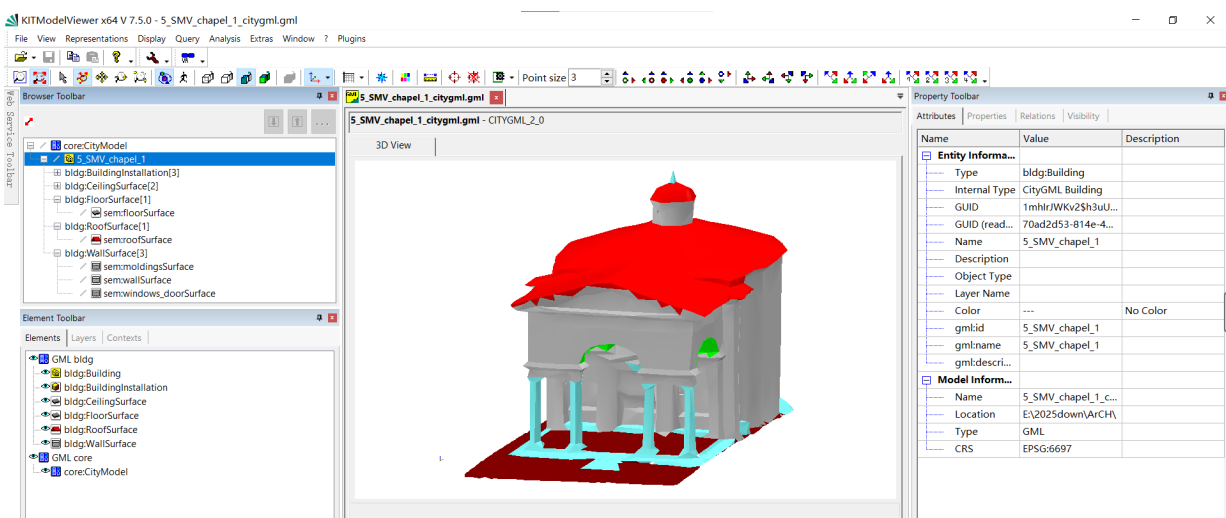 KITModelViewer x64 V 7.5.0 - 5_SMV_chapel_1_citygml.gml
File View Representations Display Query Analysis Extras Window ? Plugins
Point size 3
Web Service Toolbar
Browser Toolbar
core:CityModel
5_SMV_chapel_1
bldg:BuildingInstallation[3]
bldg:CeilingSurface[2]
bldg:FloorSurface[1]
sem:floorSurface
bldg:RoofSurface[1]
sem:roofSurface
bldg:WallSurface[3]
sem:moldingsSurface
sem:wallSurface
sem:windows_doorSurface
Element Toolbar
Elements Layers Contexts
GML bldg
bldg:Building
bldg:BuildingInstallation
bldg:CeilingSurface
bldg:FloorSurface
bldg:RoofSurface
bldg:WallSurface
GML core
core:CityModel
5_SMV_chapel_1_citygml.gml
5_SMV_chapel_1_citygml.gml - CITYGML_2_0
3D View
Property Toolbar
Attributes Properties Relations Visibility
Name Value Description
Entity Informa...
Type bldg:Building
Internal Type CityGML Building
GUID 1mhIrJWKv2$h3uU...
GUID (read... 70ad2d53-814e-4...
Name 5_SMV_chapel_1
Description
Object Type
Layer Name
Color --- No Color
gml:id 5_SMV_chapel_1
gml:name 5_SMV_chapel_1
gml:descri...
Model Inform...
Name 5_SMV_chapel_1_c...
Location E:\2025down\ArCH\
Type GML
CRS EPSG:6697